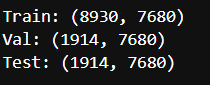 Train: (8930, 7680)
Val: (1914, 7680)
Test: (1914, 7680)